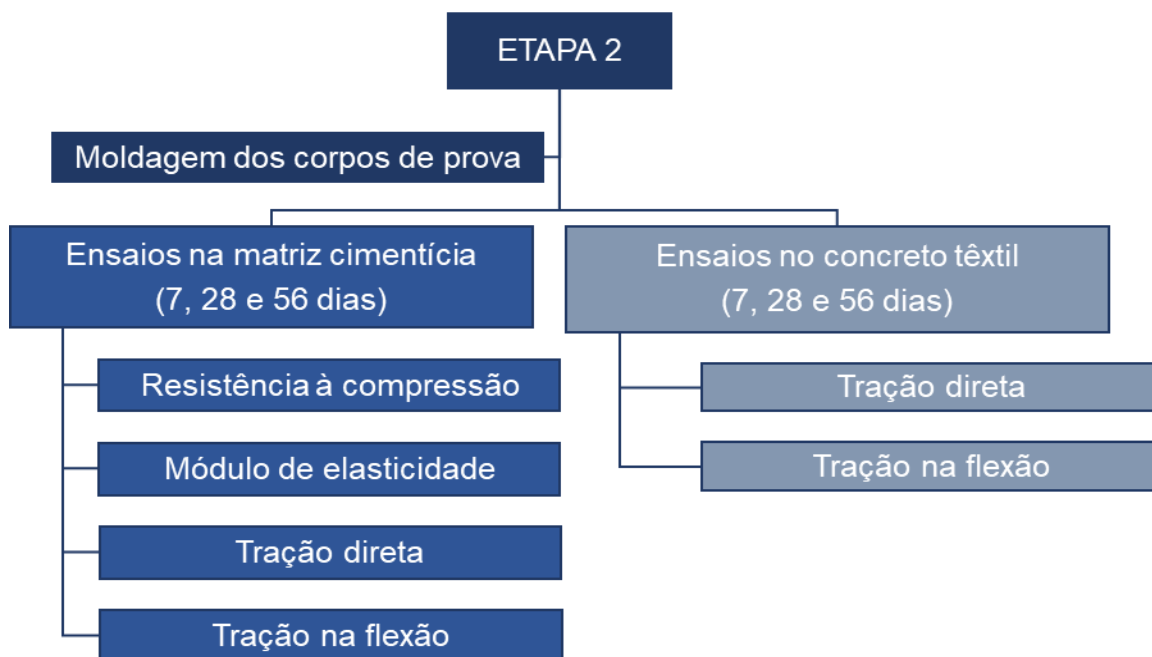 ETAPA 2
Moldagem dos corpos de prova
Ensaios na matriz cimentícia
(7, 28 e 56 dias)
Resistência à compressão
Módulo de elasticidade
Tração direta
Tração na flexão
Ensaios no concreto têxtil
(7, 28 e 56 dias)
Tração direta
Tração na flexão